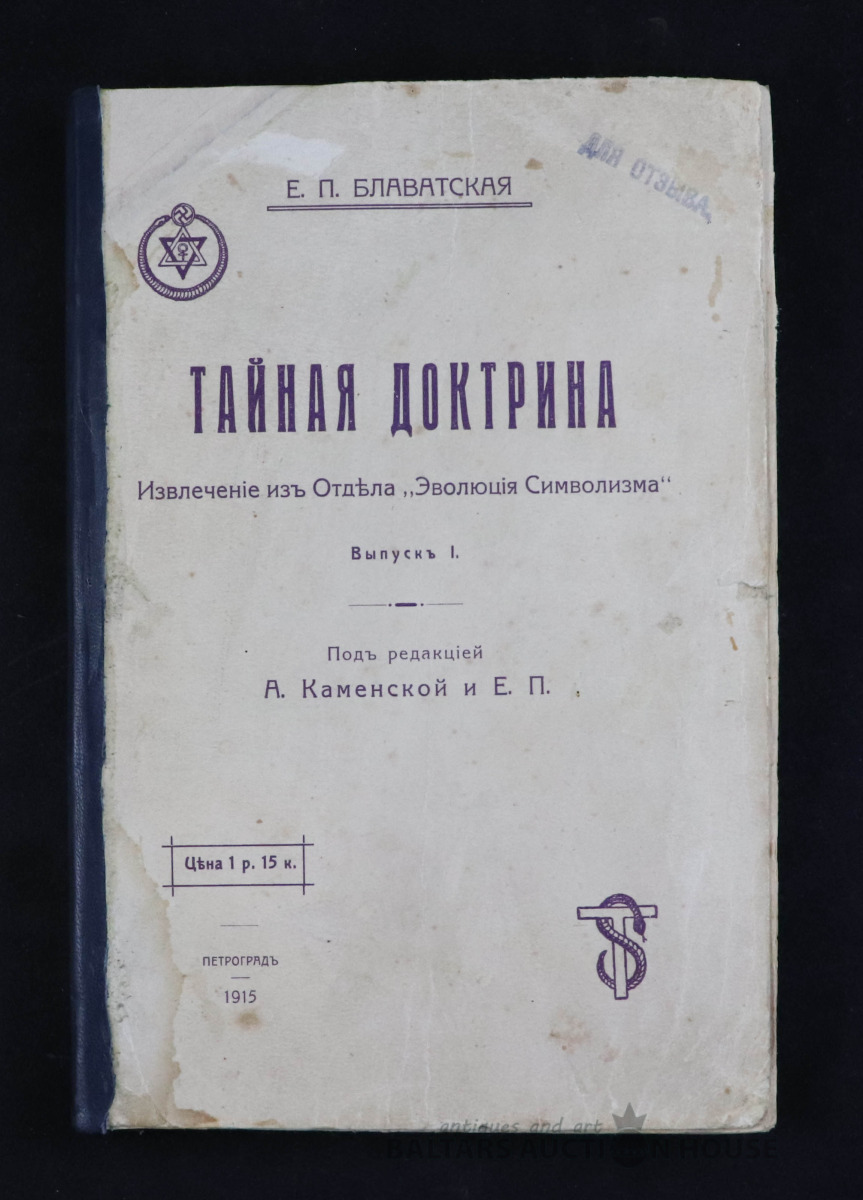 ДЛЯ ОТЗЫВА.
Е. П. БЛАВАТСКАЯ
ТАЙНАЯ ДОКТРИНА
Извлеченіе изъ Отдѣла „Эволюція Символизма“
Выпускъ I.
Подъ редакціей
А. Каменской и Е. П.
Цѣна 1 р. 15 к.
ПЕТРОГРАДЪ
1915
TS
antiques and art
BALTARS AUCTION HOUSE